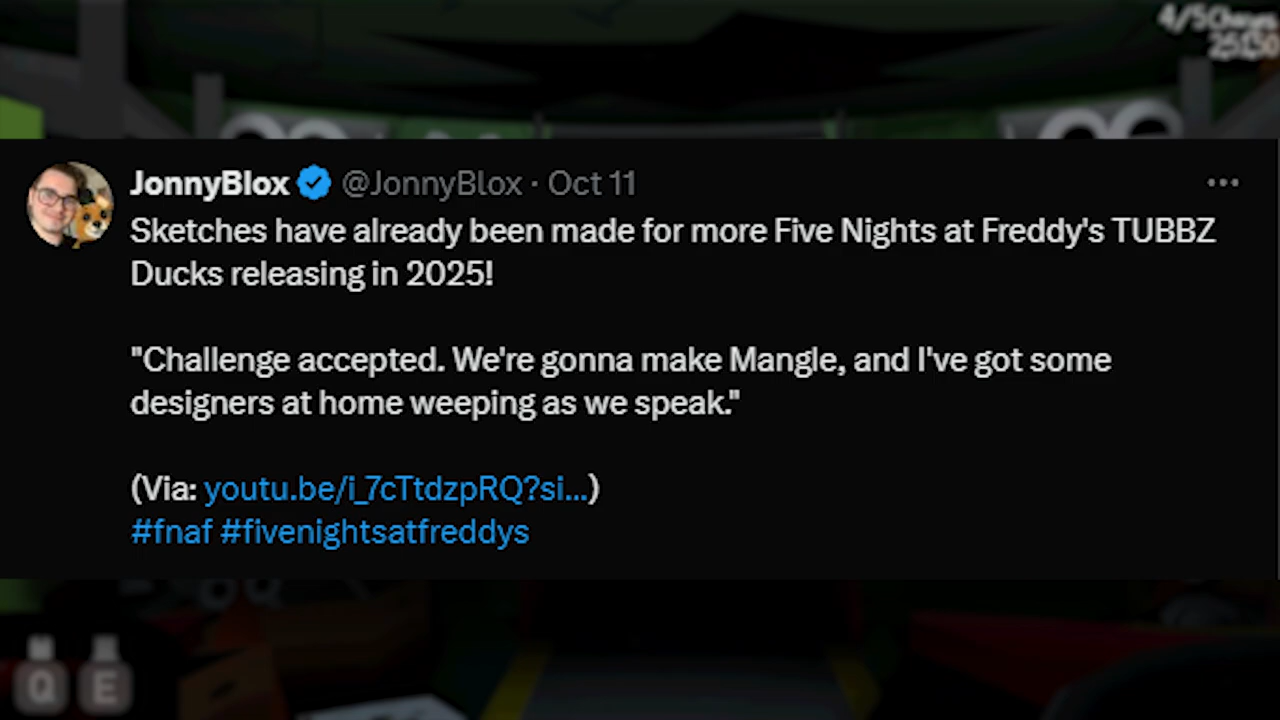 4/5
JonnyBlox @JonnyBlox · Oct 11
Sketches have already been made for more Five Nights at Freddy's TUBBZ
Ducks releasing in 2025!
"Challenge accepted. We're gonna make Mangle, and I've got some
designers at home weeping as we speak."
(Via: youtu.be/i_7cTtdzpRQ?si...)
#fnaf #fivenightsatfreddys
Q E